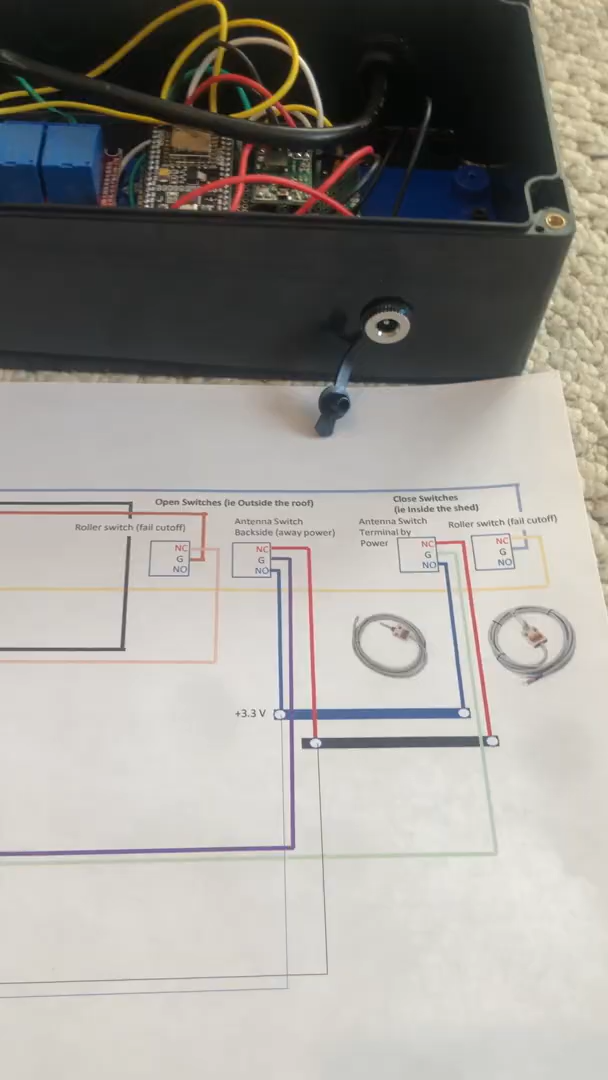 Open Switches (ie Outside the roof)
Roller switch (fail cutoff)
NC
G
NO
Antenna Switch
Backside (away power)
NC
G
NO
Close Switches
(ie Inside the shed)
Antenna Switch
Terminal by
Power
NC
G
NO
Roller switch (fail cutoff)
NC
G
NO
+3.3 V